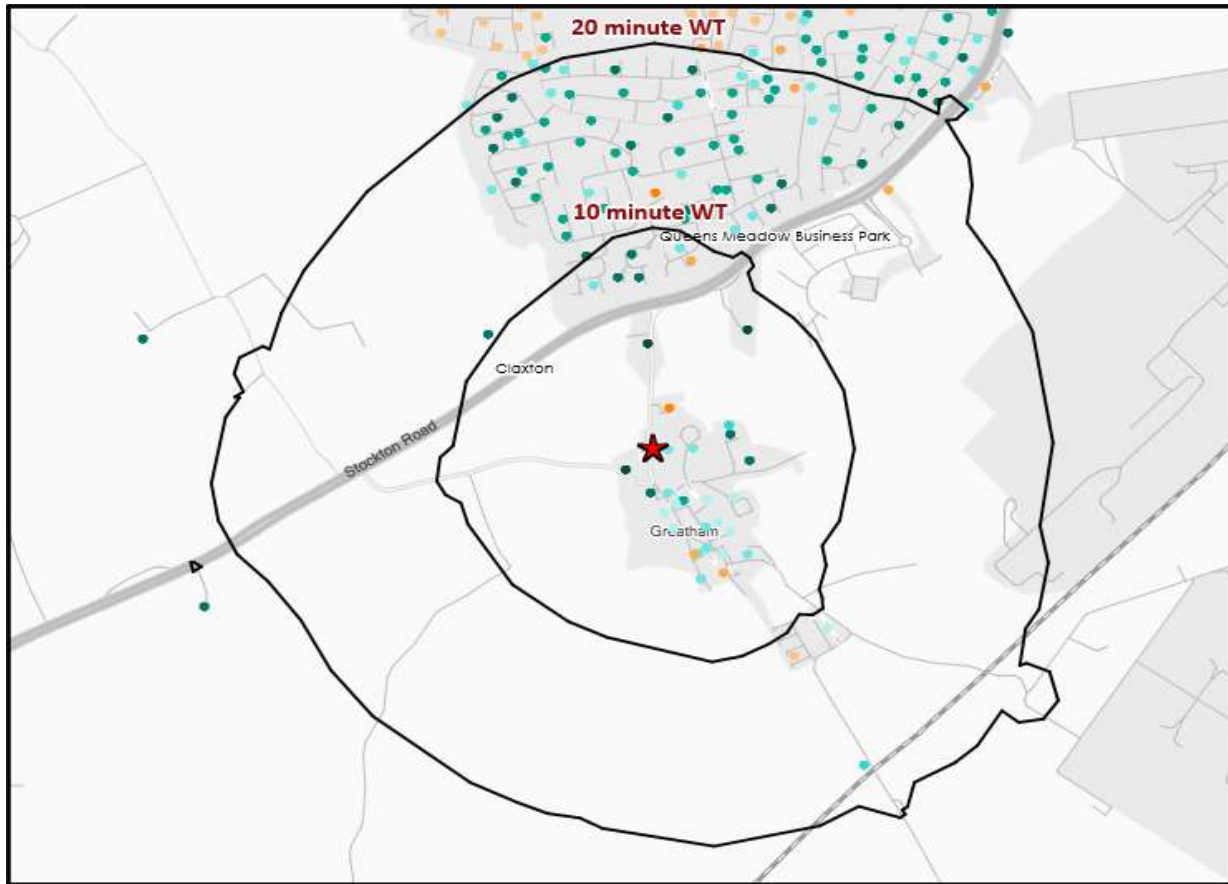 20 minute WT
10 minute WT
Queens Meadow Business Park
Claxton
Stockton Road
Greatham